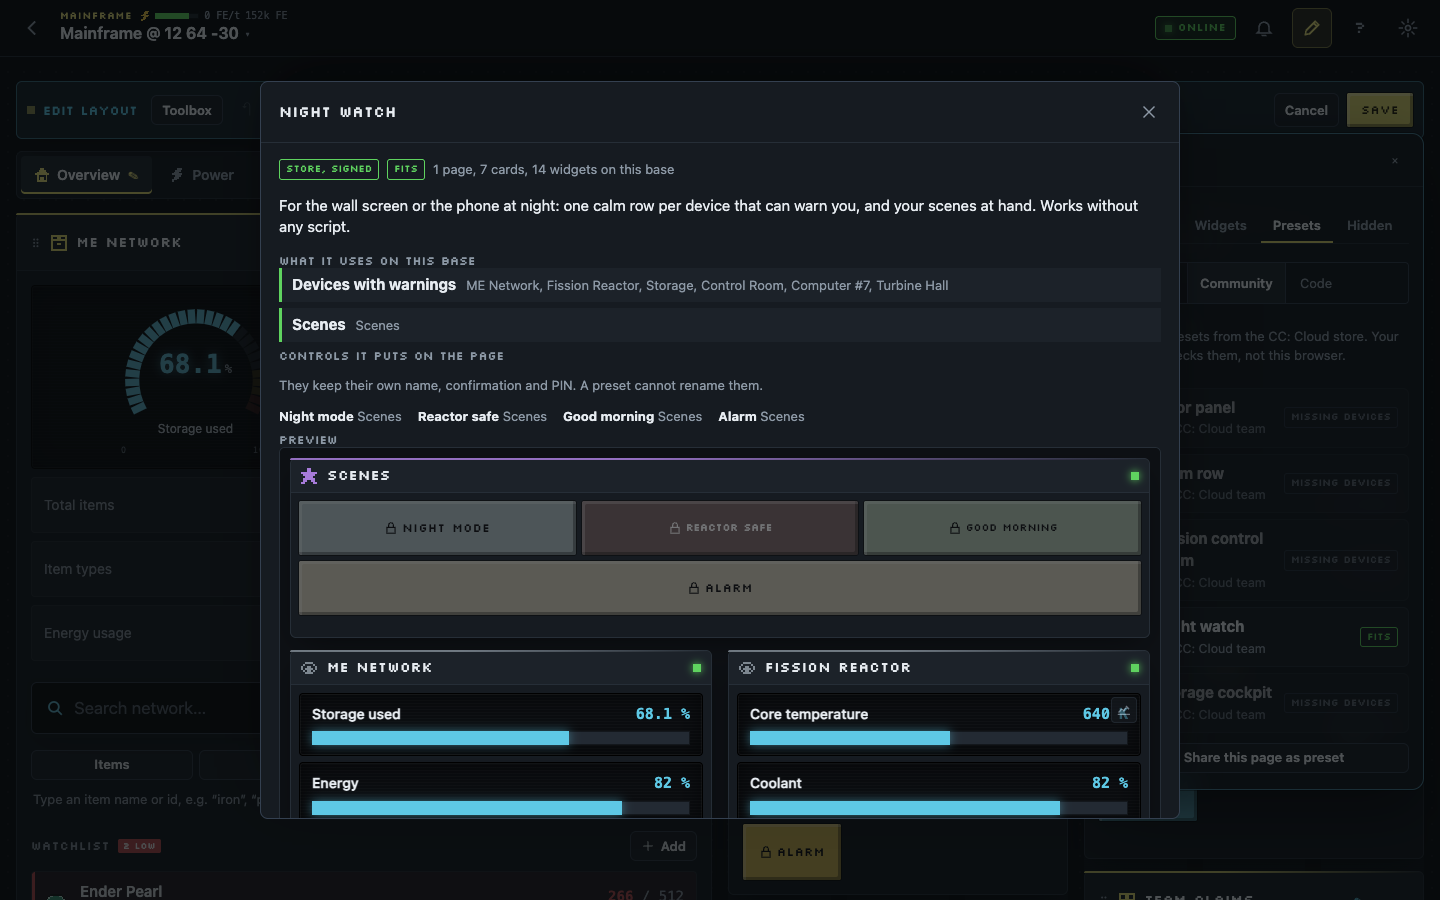 MAINFRAME 0 FE/t 152k FE
Mainframe @ 12 64 -30
ONLINE
?
EDIT LAYOUT Toolbox
Cancel SAVE
Overview Power
ME NETWORK
68.1 %
Storage used
0
Total items
Item types
Energy usage
Search network...
Items
Type an item name or id, e.g. "iron",
WATCHLIST 2 LOW
Add
Ender Pearl
266 / 512
NIGHT WATCH
STORE, SIGNED FITS 1 page, 7 cards, 14 widgets on this base
For the wall screen or the phone at night: one calm row per device that can warn you, and your scenes at hand. Works without
any script.
WHAT IT USES ON THIS BASE
Devices with warnings ME Network, Fission Reactor, Storage, Control Room, Computer #7, Turbine Hall
Scenes Scenes
CONTROLS IT PUTS ON THE PAGE
They keep their own name, confirmation and PIN. A preset cannot rename them.
Night mode Scenes Reactor safe Scenes Good morning Scenes Alarm Scenes
PREVIEW
SCENES
NIGHT MODE REACTOR SAFE GOOD MORNING
ALARM
ME NETWORK
Storage used 68.1 %
Energy 82 %
FISSION REACTOR
Core temperature 640
Coolant 82 %
ALARM
Widgets Presets Hidden
Community Code
esets from the CC: Cloud store. Your
ecks them, not this browser.
or panel MISSING DEVICES
CC: Cloud team
m row MISSING DEVICES
CC: Cloud team
sion control
m MISSING DEVICES
CC: Cloud team
ht watch FITS
CC: Cloud team
rage cockpit MISSING DEVICES
CC: Cloud team
Share this page as preset
TEAM ALARMS